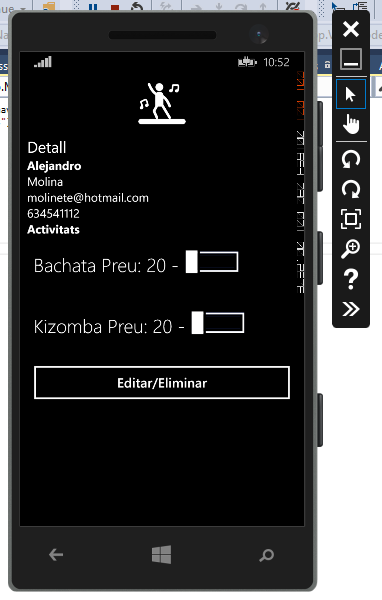 10:52
Detall
Alejandro
Molina
molinete@hotmail.com
634541112
Activitats
Bachata Preu: 20 -
Kizomba Preu: 20 -
Editar/Eliminar